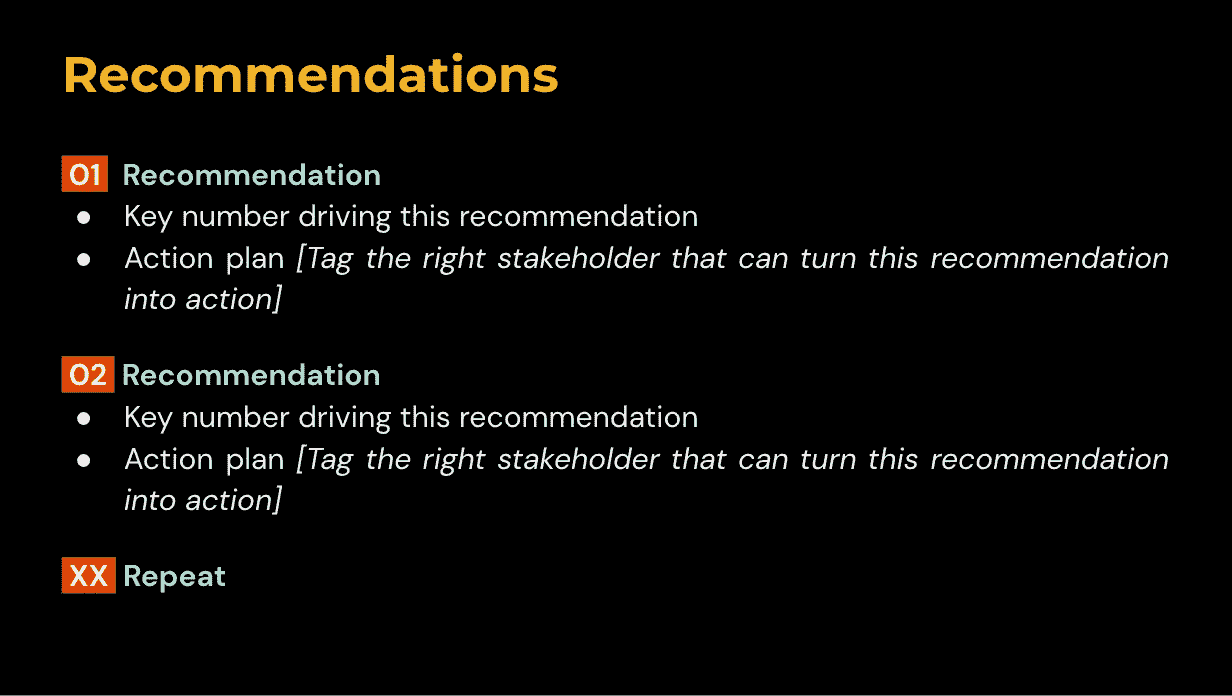 Recommendations
01 Recommendation
● Key number driving this recommendation
● Action plan [Tag the right stakeholder that can turn this recommendation
into action]
02 Recommendation
● Key number driving this recommendation
● Action plan [Tag the right stakeholder that can turn this recommendation
into action]
XX Repeat